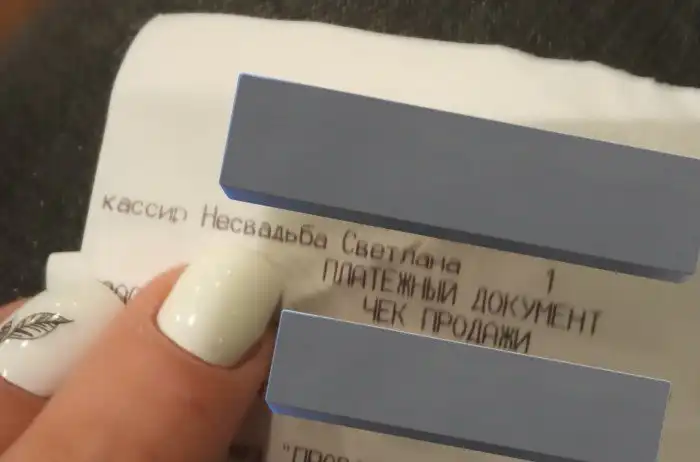 кассир Несвадьба Светлана 1
ПЛАТЕЖНЫЙ ДОКУМЕНТ
ЧЕК ПРОДАЖИ